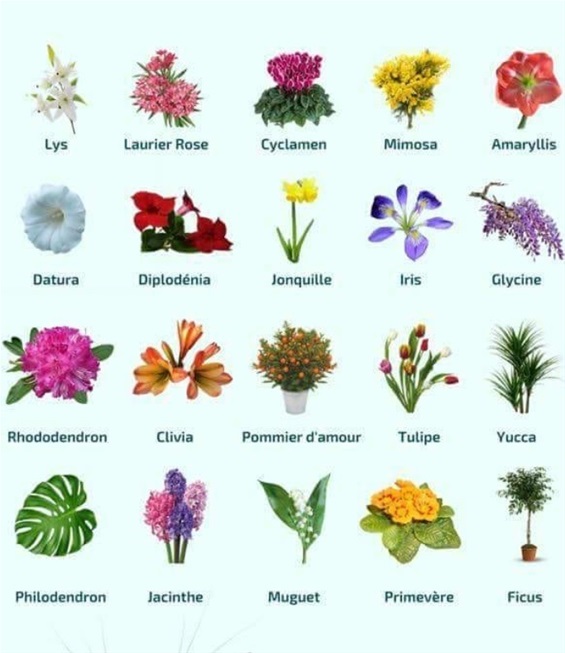 Lys Laurier Rose Cyclamen Mimosa Amaryllis
Datura Diplodénia Jonquille Iris Glycine
Rhododendron Clivia Pommier d'amour Tulipe Yucca
Philodendron Jacinthe Muguet Primevère Ficus